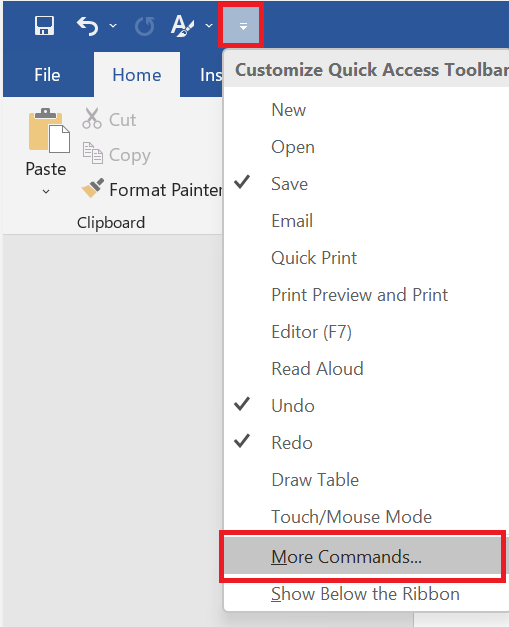 File Home Ins
Cut
Copy
Paste
Format Painter
Clipboard
Customize Quick Access Toolbar
New
Open
Save
Email
Quick Print
Print Preview and Print
Editor (F7)
Read Aloud
Undo
Redo
Draw Table
Touch/Mouse Mode
More Commands...
Show Below the Ribbon